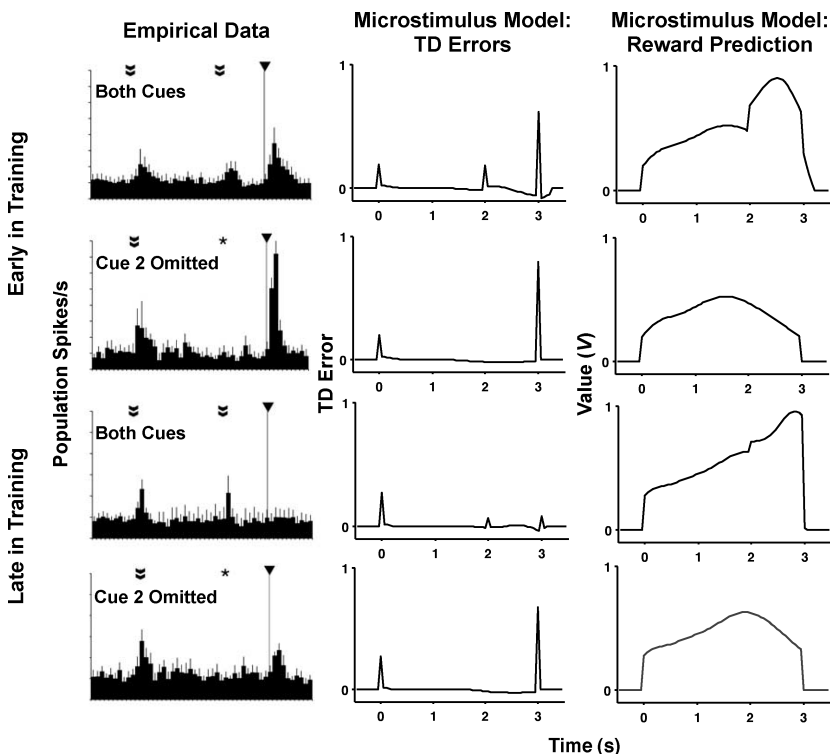 Empirical Data
Microstimulus Model:
TD Errors
Microstimulus Model:
Reward Prediction
Early in Training
Late in Training
Population Spikes/s
TD Error
Value (V)
Both Cues
1
0
0 1 2 3
1
0
0 1 2 3
*
Cue 2 Omitted
1
0
0 1 2 3
1
0
0 1 2 3
Both Cues
1
0
0 1 2 3
1
0
0 1 2 3
*
Cue 2 Omitted
1
0
0 1 2 3
1
0
0 1 2 3
Time (s)